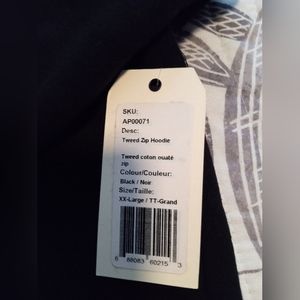 SKU:
AP00071
Desc:
Tweed Zip Hoodie
Tweed coton ouaté
zip
Colour/Couleur:
Black / Noir
Size/Taille:
XX-Large / TT-Grand
6 88083 60215 3